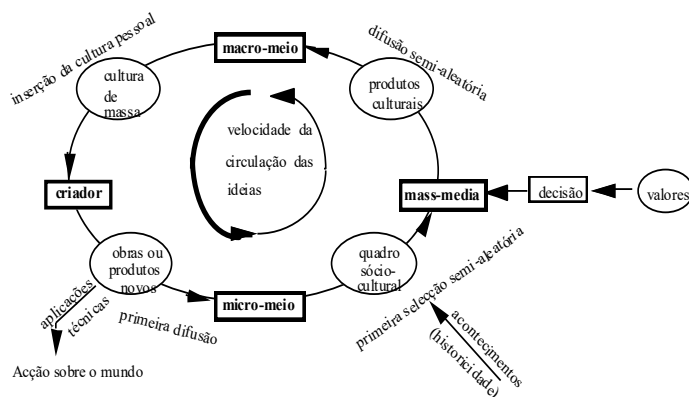 inserção da cultura pessoal
macro-meio
difusão semi-aleatória
cultura
de
massa
produtos
culturais
velocidade da
circulação das
ideias
criador
mass-media
decisão
valores
obras ou
produtos
novos
quadro
sócio-
cultural
aplicações
técnicas
primeira difusão
micro-meio
primeira selecção semi-aleatória
acontecimentos
(historicidade)
Acção sobre o mundo